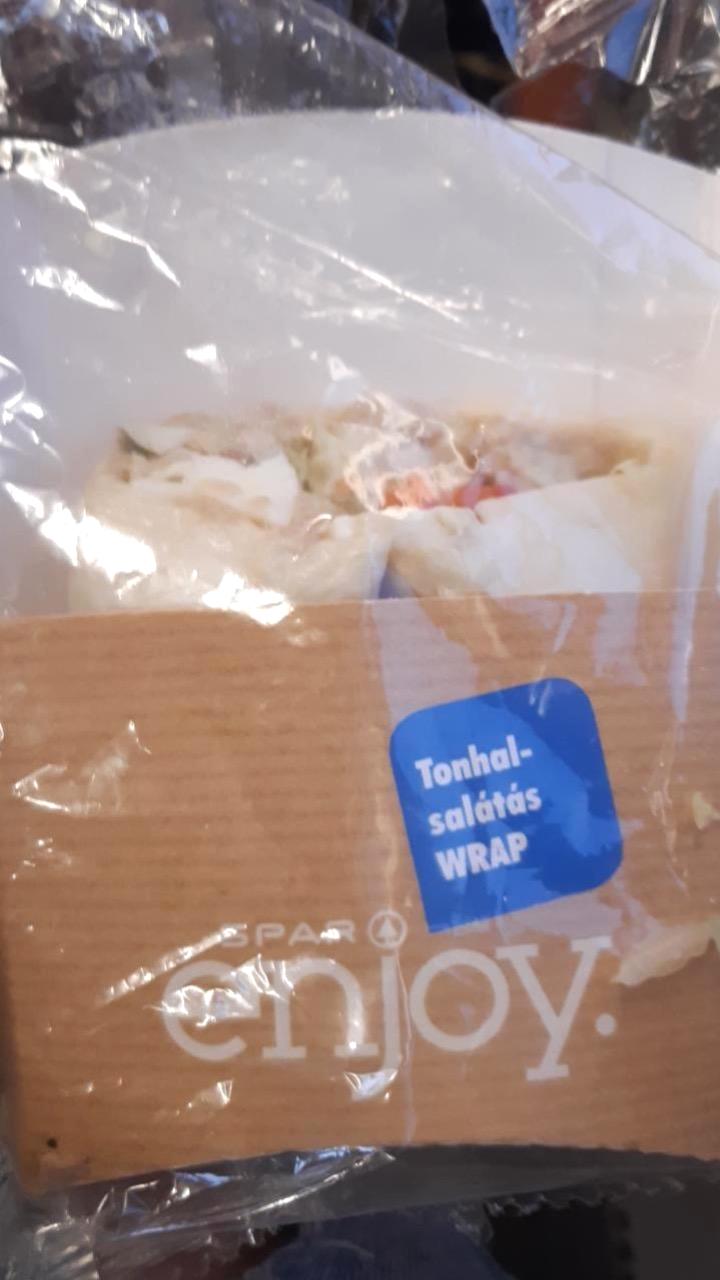 Tonhal-
salátás
WRAP
SPAR
enjoy.